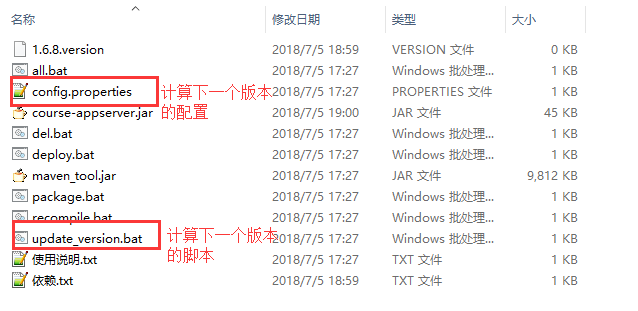 名称 修改日期 类型 大小
1.6.8.version 2018/7/5 18:59 VERSION 文件 0 KB
all.bat 2018/7/5 17:27 Windows 批处理... 1 KB
config.properties 2018/7/5 17:27 PROPERTIES 文件 1 KB
计算下一个版本
的配置
course-appserver.jar 2018/7/5 19:00 JAR 文件 45 KB
del.bat 2018/7/5 17:27 Windows 批处理... 1 KB
deploy.bat 2018/7/5 17:27 Windows 批处理... 1 KB
maven_tool.jar 2018/7/5 17:27 JAR 文件 9,812 KB
package.bat 2018/7/5 17:27 Windows 批处理... 1 KB
recompile.bat 2018/7/5 17:27 Windows 批处理... 1 KB
update_version.bat 2018/7/5 17:27 Windows 批处理... 1 KB
计算下一个版本
的脚本
使用说明.txt 2018/7/5 17:27 TXT 文件 1 KB
依赖.txt 2018/7/5 18:59 TXT 文件 1 KB